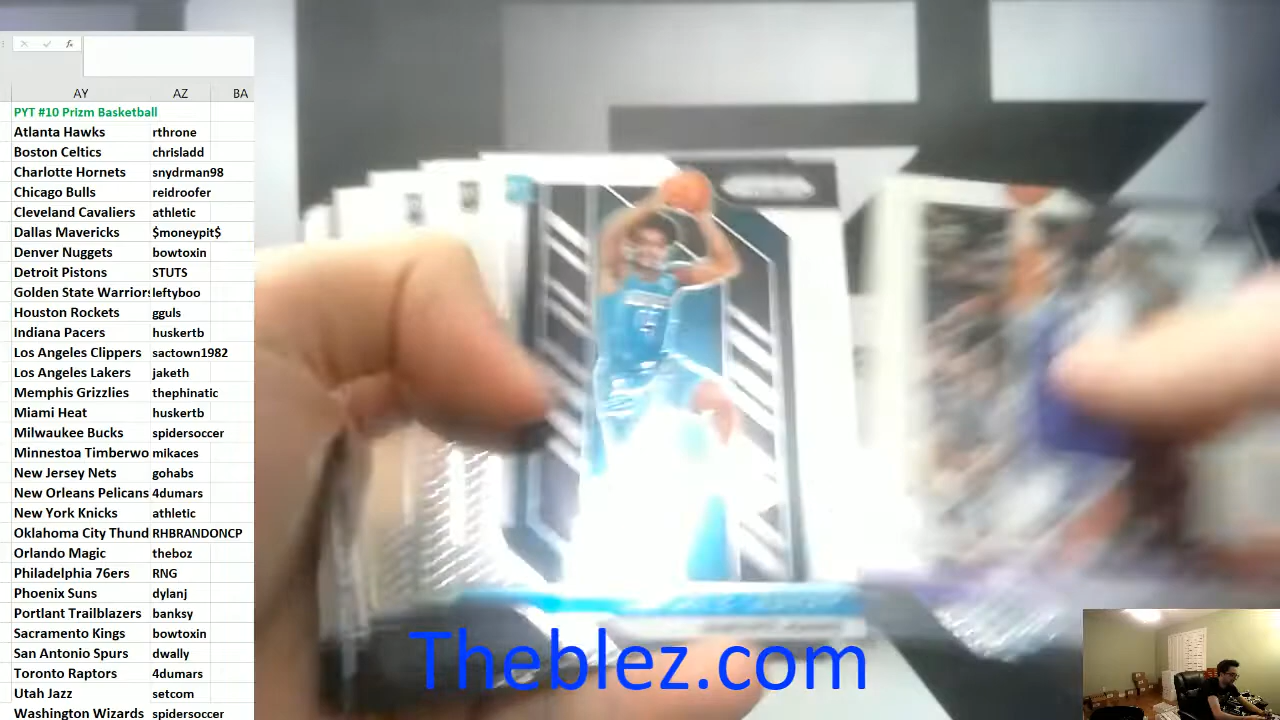 AY AZ BA
PYT #10 Prizm Basketball
Atlanta Hawks rthrone
Boston Celtics chrisladd
Charlotte Hornets snydrman98
Chicago Bulls reidroofer
Cleveland Cavaliers athletic
Dallas Mavericks $moneypit$
Denver Nuggets bowtoxin
Detroit Pistons STUTS
Golden State Warriors leftyboo
Houston Rockets gguls
Indiana Pacers huskertb
Los Angeles Clippers sactown1982
Los Angeles Lakers jaketh
Memphis Grizzlies thephinatic
Miami Heat huskertb
Milwaukee Bucks spidersoccer
Minnestoa Timberwo mikaces
New Jersey Nets gohabs
New Orleans Pelicans 4dumars
New York Knicks athletic
Oklahoma City Thund RHBRANDONCP
Orlando Magic theboz
Philadelphia 76ers RNG
Phoenix Suns dylanj
Portlant Trailblazers banksy
Sacramento Kings bowtoxin
San Antonio Spurs dwally
Toronto Raptors 4dumars
Utah Jazz setcom
Washington Wizards spidersoccer
Theblez.com